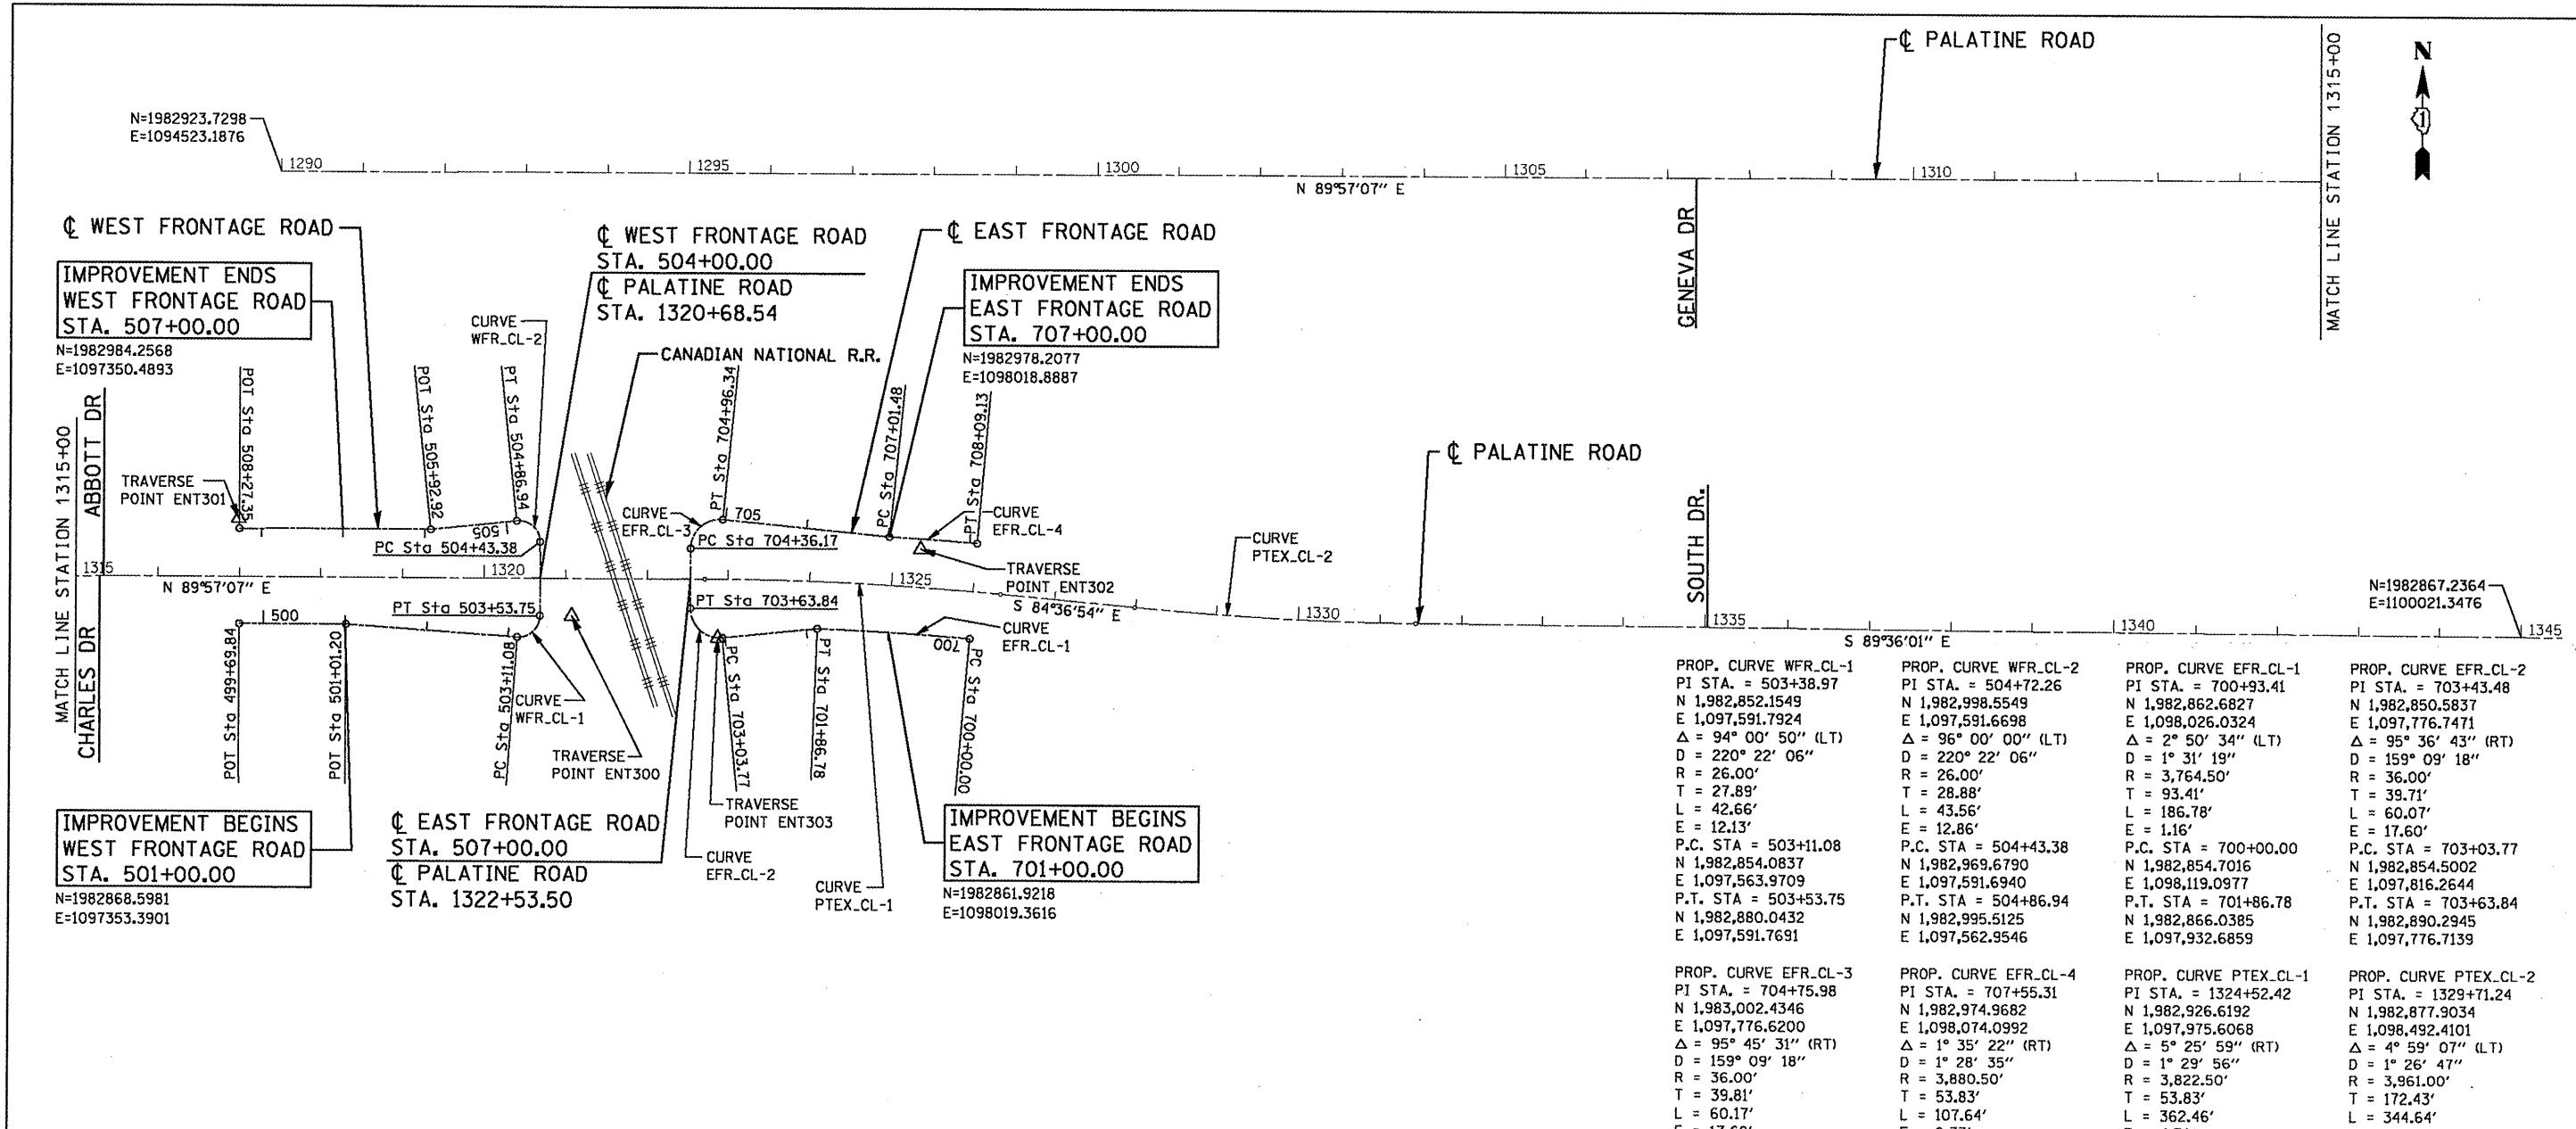 ℄ PALATINE ROAD
MATCH LINE STATION 1315+00
N
1
N=1982923.7298
E=1094523.1876
1290
1295
1300
1305
1310
N 89°57'07" E
GENEVA DR
℄ WEST FRONTAGE ROAD
IMPROVEMENT ENDS
WEST FRONTAGE ROAD
STA. 507+00.00
N=1982984.2568
E=1097350.4893
℄ WEST FRONTAGE ROAD
STA. 504+00.00
℄ PALATINE ROAD
STA. 1320+68.54
℄ EAST FRONTAGE ROAD
IMPROVEMENT ENDS
EAST FRONTAGE ROAD
STA. 707+00.00
N=1982978.2077
E=1098018.8887
CURVE
WFR_CL-2
CANADIAN NATIONAL R.R.
MATCH LINE STATION 1315+00
ABBOTT DR
CHARLES DR
TRAVERSE
POINT ENT301
POT Sta 508+27.35
POT Sta 505+92.92
PT Sta 504+86.94
505
PC Sta 504+43.38
CURVE
EFR_CL-3
PT Sta 704+96.34
705
PC Sta 704+36.17
PC Sta 707+01.48
PT Sta 708+09.13
CURVE
EFR_CL-4
TRAVERSE
POINT ENT302
CURVE
PTEX_CL-2
℄ PALATINE ROAD
SOUTH DR.
N=1982867.2364
E=1100021.3476
1315
N 89°57'07" E
1320
1325
S 84°36'54" E
1330
1335
S 89°36'01" E
1340
1345
PT Sta 503+53.75
PT Sta 703+63.84
500
POT Sta 499+69.84
POT Sta 501+01.20
PC Sta 503+11.08
CURVE
WFR_CL-1
TRAVERSE
POINT ENT300
PC Sta 703+03.77
PT Sta 701+86.78
700
PC Sta 700+00.00
CURVE
EFR_CL-1
TRAVERSE
POINT ENT303
CURVE
EFR_CL-2
CURVE
PTEX_CL-1
IMPROVEMENT BEGINS
WEST FRONTAGE ROAD
STA. 501+00.00
N=1982868.5981
E=1097353.3901
℄ EAST FRONTAGE ROAD
STA. 507+00.00
℄ PALATINE ROAD
STA. 1322+53.50
IMPROVEMENT BEGINS
EAST FRONTAGE ROAD
STA. 701+00.00
N=1982861.9218
E=1098019.3616
PROP. CURVE WFR_CL-1
PI STA. = 503+38.97
N 1,982,852.1549
E 1,097,591.7924
Δ = 94° 00' 50" (LT)
D = 220° 22' 06"
R = 26.00'
T = 27.89'
L = 42.66'
E = 12.13'
P.C. STA = 503+11.08
N 1,982,854.0837
E 1,097,563.9709
P.T. STA = 503+53.75
N 1,982,880.0432
E 1,097,591.7691
PROP. CURVE WFR_CL-2
PI STA. = 504+72.26
N 1,982,998.5549
E 1,097,591.6698
Δ = 96° 00' 00" (LT)
D = 220° 22' 06"
R = 26.00'
T = 28.88'
L = 43.56'
E = 12.86'
P.C. STA = 504+43.38
N 1,982,969.6790
E 1,097,591.6940
P.T. STA = 504+86.94
N 1,982,995.5125
E 1,097,562.9546
PROP. CURVE EFR_CL-1
PI STA. = 700+93.41
N 1,982,862.6827
E 1,098,026.0324
Δ = 2° 50' 34" (LT)
D = 1° 31' 19"
R = 3,764.50'
T = 93.41'
L = 186.78'
E = 1.16'
P.C. STA = 700+00.00
N 1,982,854.7016
E 1,098,119.0977
P.T. STA = 701+86.78
N 1,982,866.0385
E 1,097,932.6859
PROP. CURVE EFR_CL-2
PI STA. = 703+43.48
N 1,982,850.5837
E 1,097,776.7471
Δ = 95° 36' 43" (RT)
D = 159° 09' 18"
R = 36.00'
T = 39.71'
L = 60.07'
E = 17.60'
P.C. STA = 703+03.77
N 1,982,854.5002
E 1,097,816.2644
P.T. STA = 703+63.84
N 1,982,890.2945
E 1,097,776.7139
PROP. CURVE EFR_CL-3
PI STA. = 704+75.98
N 1,983,002.4346
E 1,097,776.6200
Δ = 95° 45' 31" (RT)
D = 159° 09' 18"
R = 36.00'
T = 39.81'
L = 60.17'
PROP. CURVE EFR_CL-4
PI STA. = 707+55.31
N 1,982,974.9682
E 1,098,074.0992
Δ = 1° 35' 22" (RT)
D = 1° 28' 35"
R = 3,880.50'
T = 53.83'
L = 107.64'
PROP. CURVE PTEX_CL-1
PI STA. = 1324+52.42
N 1,982,926.6192
E 1,097,975.6068
Δ = 5° 25' 59" (RT)
D = 1° 29' 56"
R = 3,822.50'
T = 53.83'
L = 362.46'
PROP. CURVE PTEX_CL-2
PI STA. = 1329+71.24
N 1,982,877.9034
E 1,098,492.4101
Δ = 4° 59' 07" (LT)
D = 1° 26' 47"
R = 3,961.00'
T = 172.43'
L = 344.64'